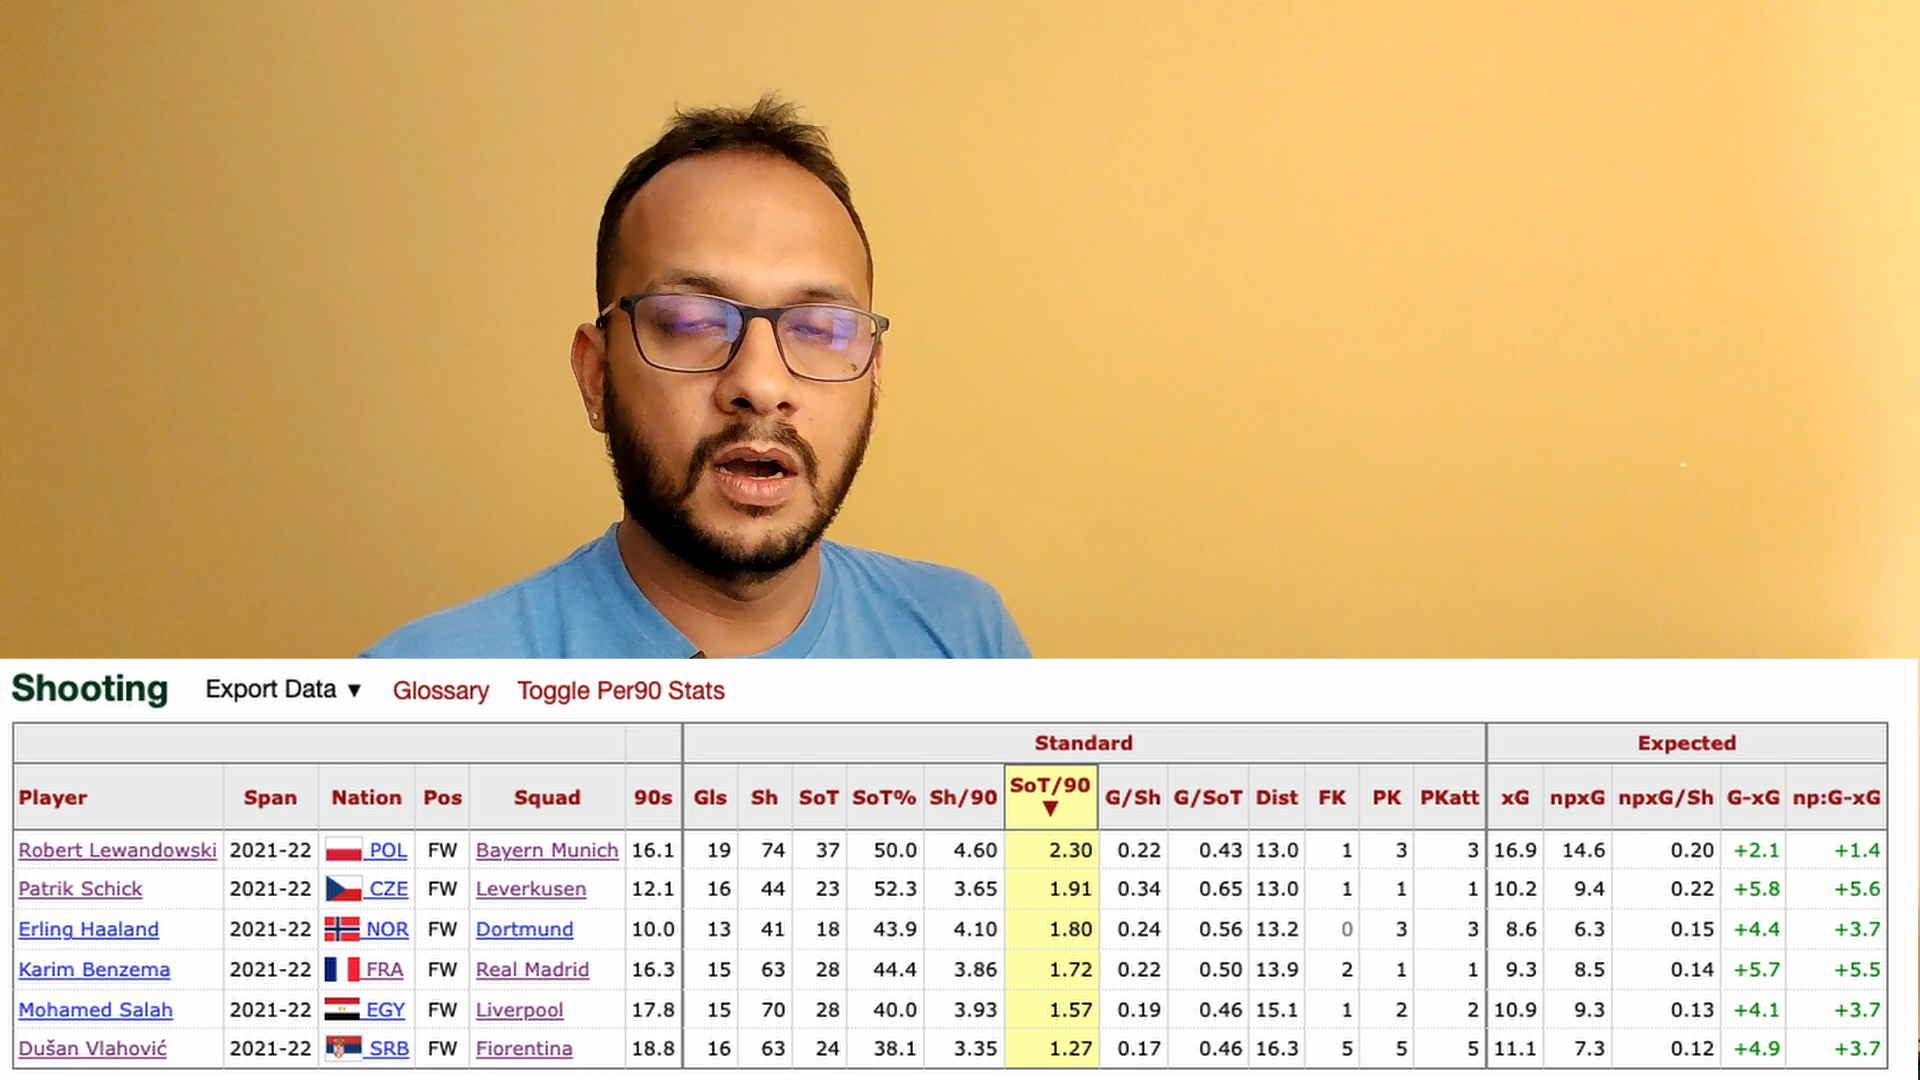 Shooting Export Data ▼ Glossary Toggle Per90 Stats
Standard Expected
Player Span Nation Pos Squad 90s Gls Sh SoT SoT% Sh/90 SoT/90 ▼ G/Sh G/SoT Dist FK PK PKatt xG npxG npxG/Sh G-xG np:G-xG
Robert Lewandowski 2021-22 POL FW Bayern Munich 16.1 19 74 37 50.0 4.60 2.30 0.22 0.43 13.0 1 3 3 16.9 14.6 0.20 +2.1 +1.4
Patrik Schick 2021-22 CZE FW Leverkusen 12.1 16 44 23 52.3 3.65 1.91 0.34 0.65 13.0 1 1 1 10.2 9.4 0.22 +5.8 +5.6
Erling Haaland 2021-22 NOR FW Dortmund 10.0 13 41 18 43.9 4.10 1.80 0.24 0.56 13.2 0 3 3 8.6 6.3 0.15 +4.4 +3.7
Karim Benzema 2021-22 FRA FW Real Madrid 16.3 15 63 28 44.4 3.86 1.72 0.22 0.50 13.9 2 1 1 9.3 8.5 0.14 +5.7 +5.5
Mohamed Salah 2021-22 EGY FW Liverpool 17.8 15 70 28 40.0 3.93 1.57 0.19 0.46 15.1 1 2 2 10.9 9.3 0.13 +4.1 +3.7
Dušan Vlahović 2021-22 SRB FW Fiorentina 18.8 16 63 24 38.1 3.35 1.27 0.17 0.46 16.3 5 5 5 11.1 7.3 0.12 +4.9 +3.7